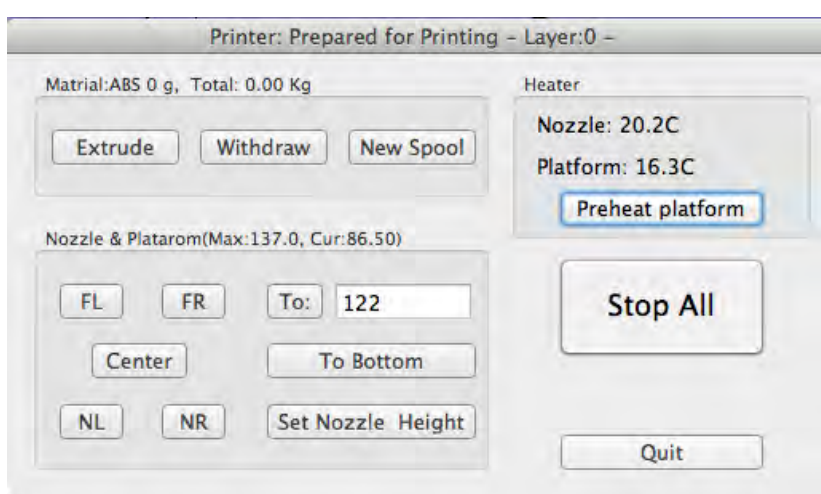 Printer: Prepared for Printing – Layer:0 –
Matrial:ABS 0 g, Total: 0.00 Kg
Extrude
Withdraw
New Spool
Heater
Nozzle: 20.2C
Platform: 16.3C
Preheat platform
Nozzle & Platarom(Max:137.0, Cur:86.50)
FL
FR
To:
122
Center
To Bottom
NL
NR
Set Nozzle Height
Stop All
Quit